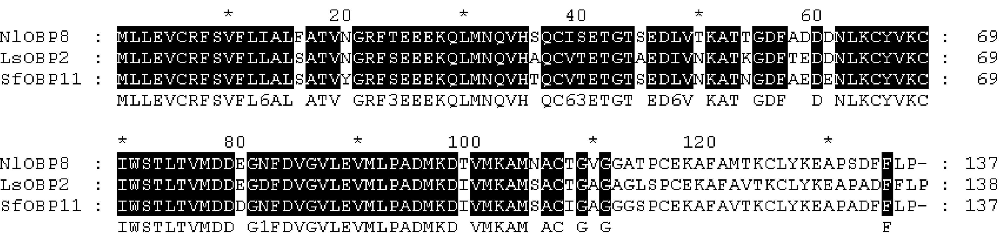 * 20 * 40 * 60
NlOBP8 : MLLEVCRFSVFLIALFATVNGRFTEEEKQLMNQVHSQCISETGTSEDLVTKATTGDFADDDNLKCYVKC : 69
LsOBP2 : MLLEVCRFSVFLLALSATVNGRFSEEEKQLMNQVHAQCVTETGTAEDIVNKATKGDFTEDDNLKCYVKC : 69
SfOBP11 : MLLEVCRFSVFLLALSATVYGRFSEEEKQLMNQVHTQCVTETGTSEDLVNKATNGDFAEDENLKCYVKC : 69
MLLEVCRFSVFL6AL ATV GRF3EEEKQLMNQVH QC63ETGT ED6V KAT GDF  D NLKCYVKC
* 80 * 100 * 120 *
NlOBP8 : IWSTLTVMDDEGNFDVGVLEVMLPADMKDTVMKAMNACTGVGGATPCEKAFAMTKCLYKEAPSDFFLP- : 137
LsOBP2 : IWSTLTVMDDEGDFDVGVLEVMLPADMKDIVMKAMSACTGAGAGLSPCEKAFAVTKCLYKEAPADFFLP : 138
SfOBP11 : IWSTLTVMDDDGNFDVGVLEVMLPADMKDIVMKAMSACIGAGGGSPCEKAFAVTKCLYKEAPADFFLP- : 137
IWSTLTVMDD GlFDVGVLEVMLPADMKD VMKAM AC G G F